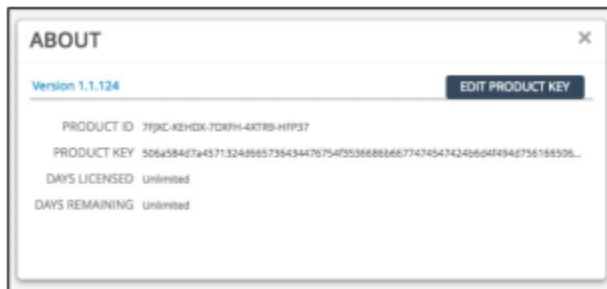 ABOUT
Version 1.1.124
EDIT PRODUCT KEY
PRODUCT ID
PRODUCT KEY
DAYS LICENSED Unlimited
DAYS REMAINING Unlimited